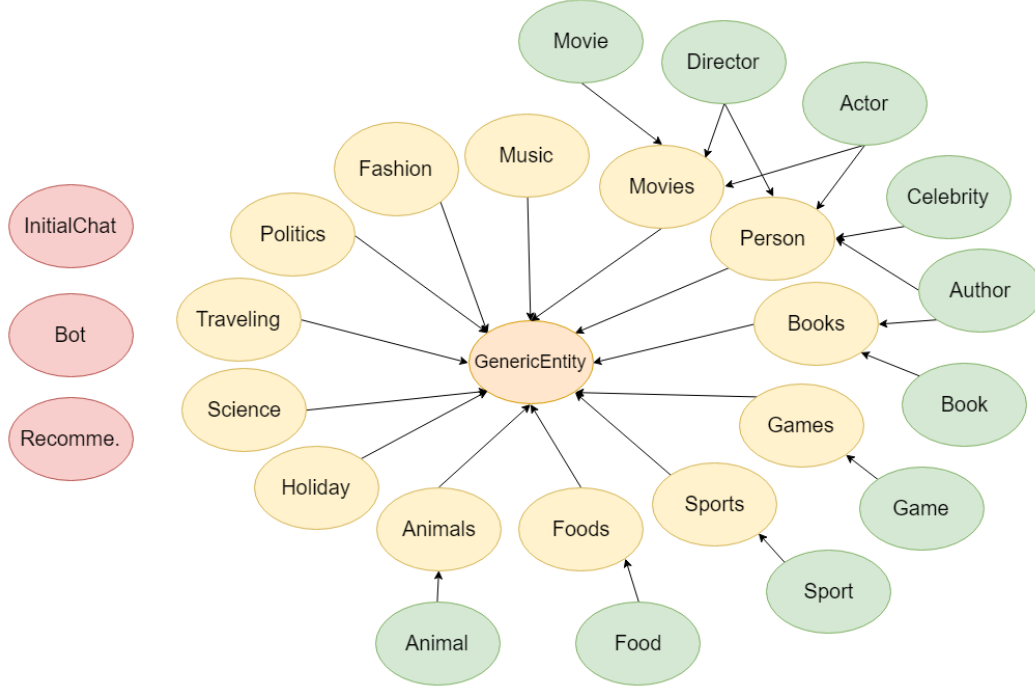 Movie
Director
Actor
Music
Fashion
Movies
Celebrity
InitialChat
Politics
Person
Author
Traveling
Books
Bot
GenericEntity
Science
Book
Games
Recomme.
Holiday
Sports
Game
Animals
Foods
Sport
Animal
Food